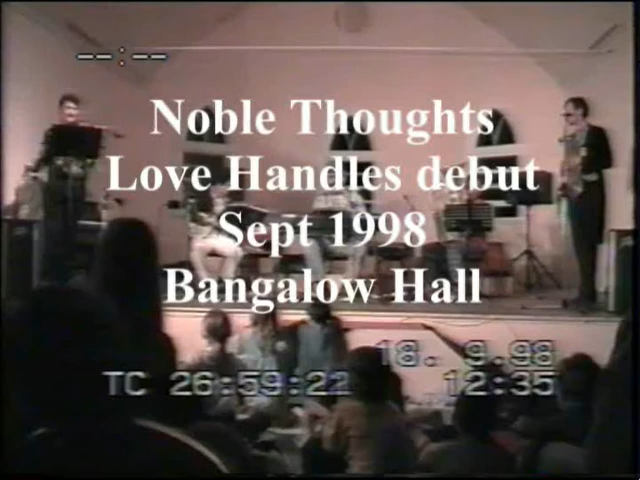 --:--
Noble Thoughts
Love Handles debut
Sept 1998
Bangalow Hall
18. 9.98
TC 26:59:22 12:35